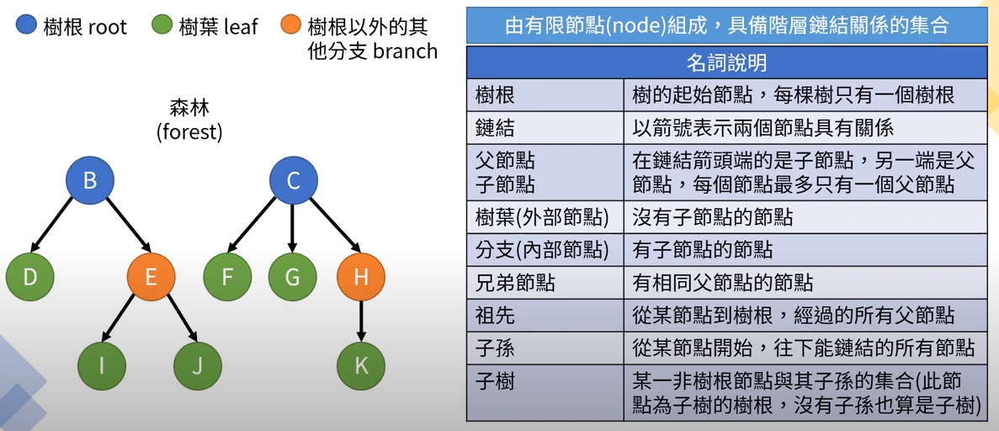 樹根 root
樹葉 leaf
樹根以外的其
他分支 branch
森林
(forest)
B
C
D
E
F
G
H
I
J
K
由有限節點(node)組成，具備階層鏈結關係的集合
名詞說明
樹根 樹的起始節點，每棵樹只有一個樹根
鏈結 以箭號表示兩個節點具有關係
父節點 在鏈結箭頭端的是子節點，另一端是父
子節點 節點，每個節點最多只有一個父節點
樹葉(外部節點) 沒有子節點的節點
分支(內部節點) 有子節點的節點
兄弟節點 有相同父節點的節點
祖先 從某節點到樹根，經過的所有父節點
子孫 從某節點開始，往下能鏈結的所有節點
子樹 某一非樹根節點與其子孫的集合(此節
點為子樹的樹根，沒有子孫也算是子樹)